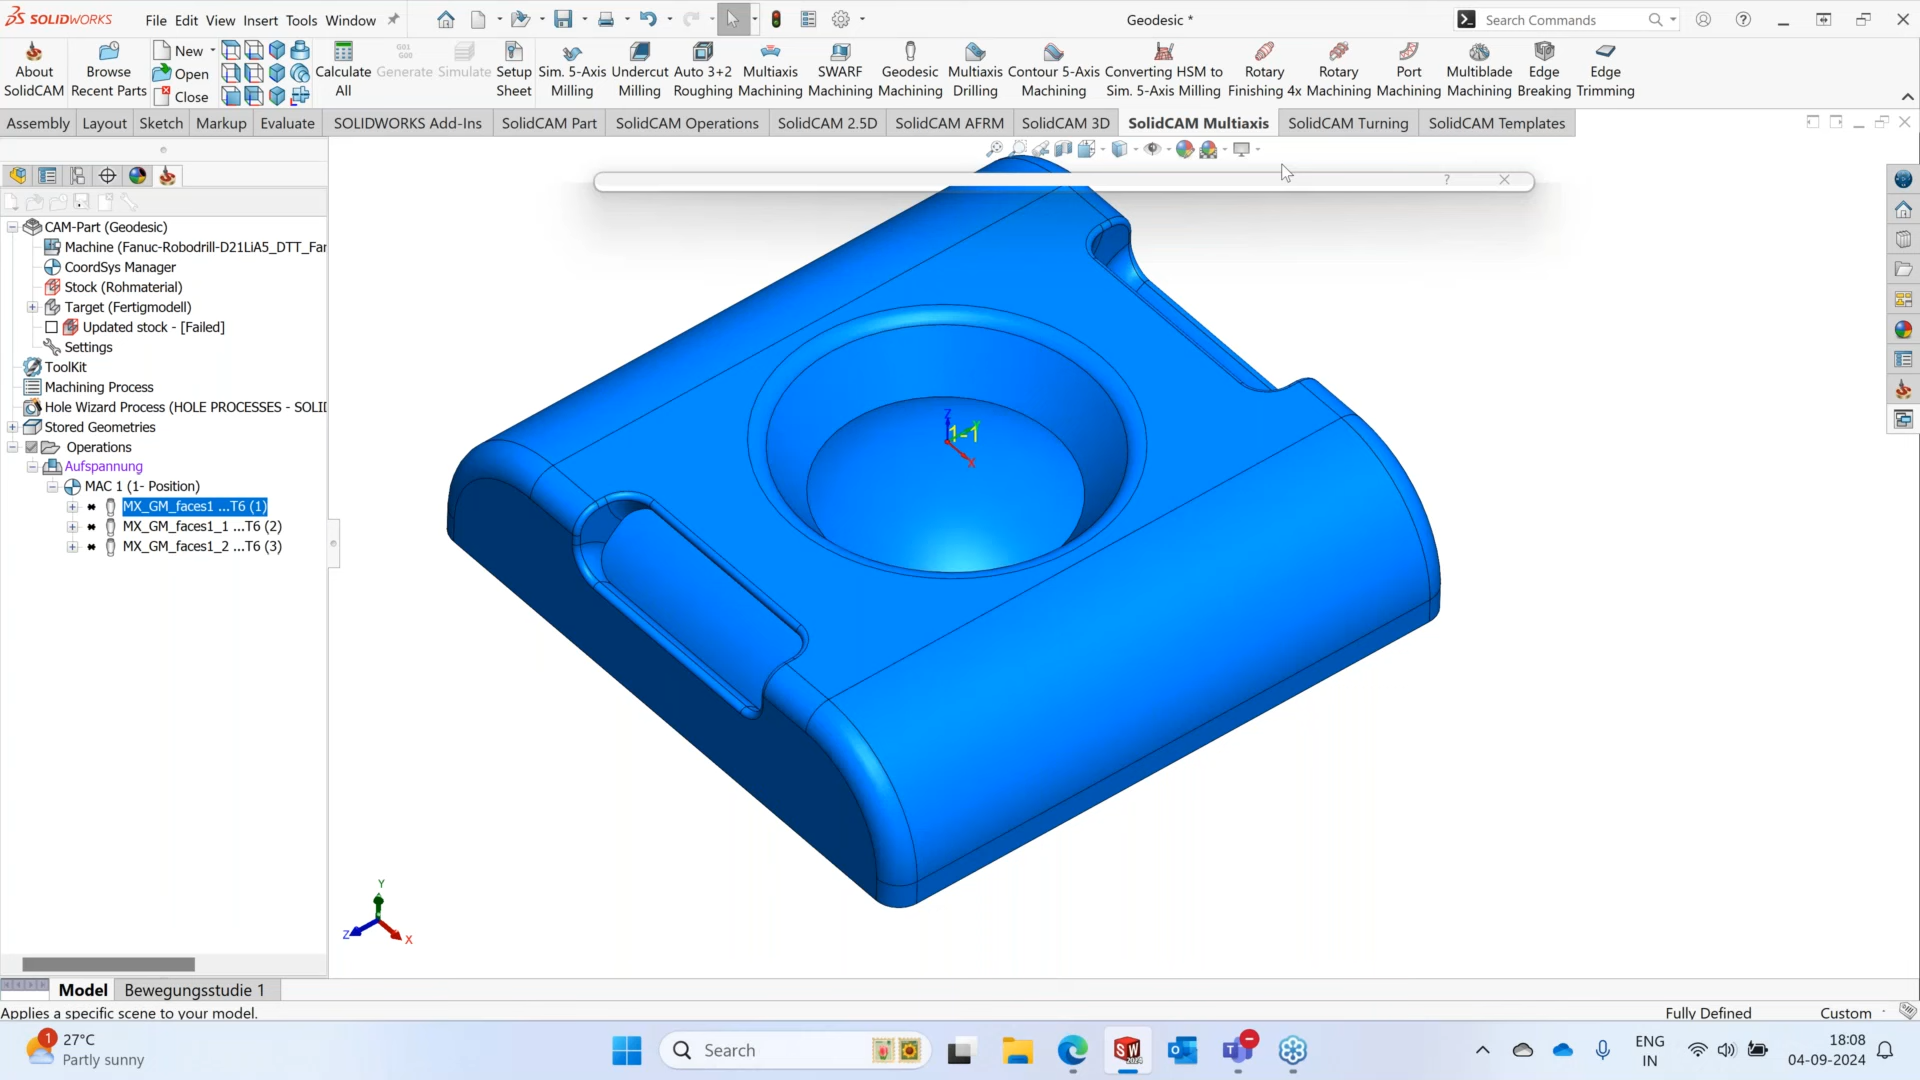 SOLIDWORKS File Edit View Insert Tools Window Geodesic * Search Commands
About SolidCAM
Browse Recent Parts
New
Open
Close
Calculate All
G01 G00 Generate
Simulate
Setup Sheet
Sim. 5-Axis Milling
Undercut Milling
Auto 3+2 Roughing
Multiaxis Machining
SWARF Machining
Geodesic Machining
Multiaxis Drilling
Contour 5-Axis Machining
Converting HSM to Sim. 5-Axis Milling
Rotary Finishing 4x
Rotary Machining
Port Machining
Multiblade Machining
Edge Breaking
Edge Trimming
Assembly Layout Sketch Markup Evaluate SOLIDWORKS Add-Ins SolidCAM Part SolidCAM Operations SolidCAM 2.5D SolidCAM AFRM SolidCAM 3D SolidCAM Multiaxis SolidCAM Turning SolidCAM Templates
?
CAM-Part (Geodesic)
Machine (Fanuc-Robodrill-D21LiA5_DTT_Far
CoordSys Manager
Stock (Rohmaterial)
Target (Fertigmodell)
Updated stock - [Failed]
Settings
ToolKit
Machining Process
Hole Wizard Process (HOLE PROCESSES - SOLID
Stored Geometries
Operations
Aufspannung
MAC 1 (1- Position)
MX_GM_faces1 ...T6 (1)
MX_GM_faces1_1 ...T6 (2)
MX_GM_faces1_2 ...T6 (3)
Z
1-1
X
Y
Z
X
Model Bewegungsstudie 1
Applies a specific scene to your model. Fully Defined Custom
1 27°C
Partly sunny
Search
ENG
IN
18:08
04-09-2024